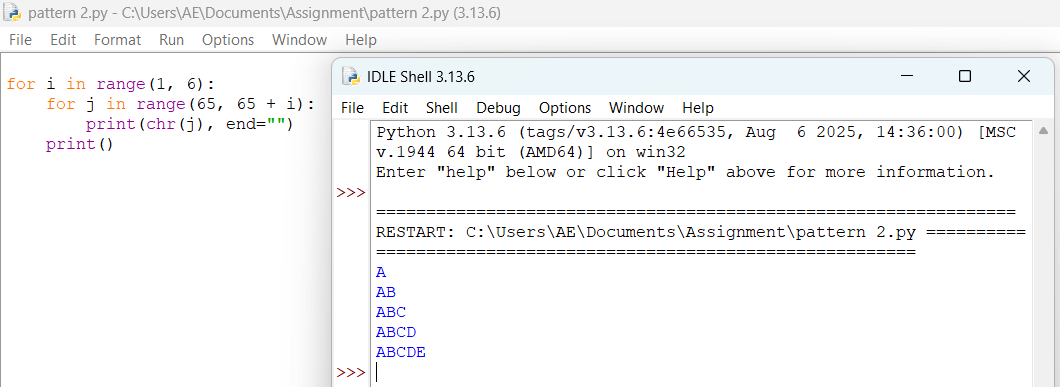 pattern 2.py - C:\Users\AE\Documents\Assignment\pattern 2.py (3.13.6)
File Edit Format Run Options Window Help
for i in range(1, 6):
    for j in range(65, 65 + i):
        print(chr(j), end="")
    print()
IDLE Shell 3.13.6
File Edit Shell Debug Options Window Help
Python 3.13.6 (tags/v3.13.6:4e66535, Aug  6 2025, 14:36:00) [MSC
v.1944 64 bit (AMD64)] on win32
Enter "help" below or click "Help" above for more information.
>>>
================================================================
RESTART: C:\Users\AE\Documents\Assignment\pattern 2.py ==========
======================================================
A
AB
ABC
ABCD
ABCDE
>>>